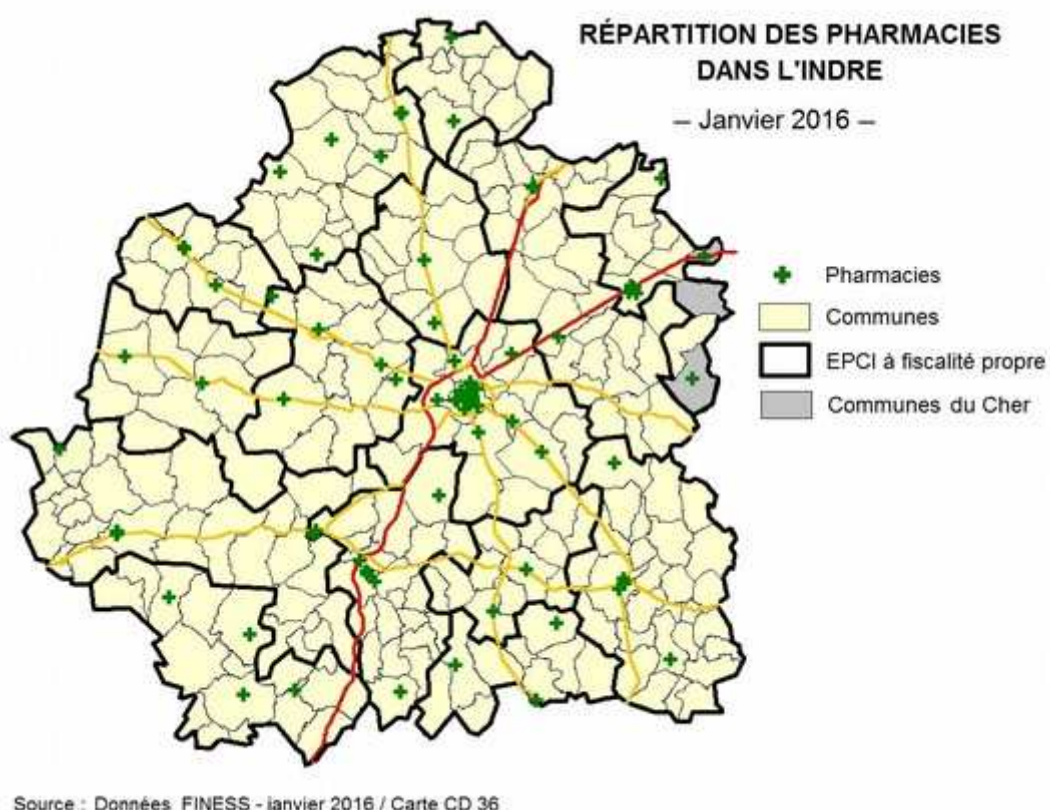 RÉPARTITION DES PHARMACIES
DANS L'INDRE
– Janvier 2016 –
Pharmacies
Communes
EPCI à fiscalité propre
Communes du Cher
Source : Données FINESS - janvier 2016 / Carte CD 36